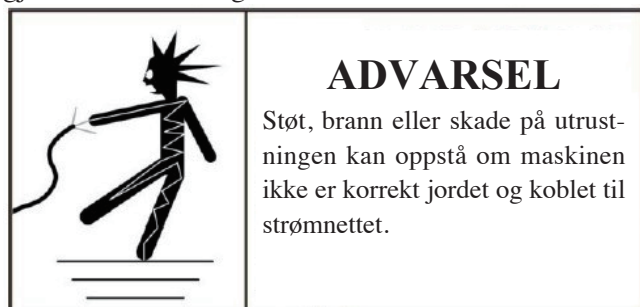 ADVARSEL
Støt, brann eller skade på utrust-
ningen kan oppstå om maskinen
ikke er korrekt jordet og koblet til
strømnettet.